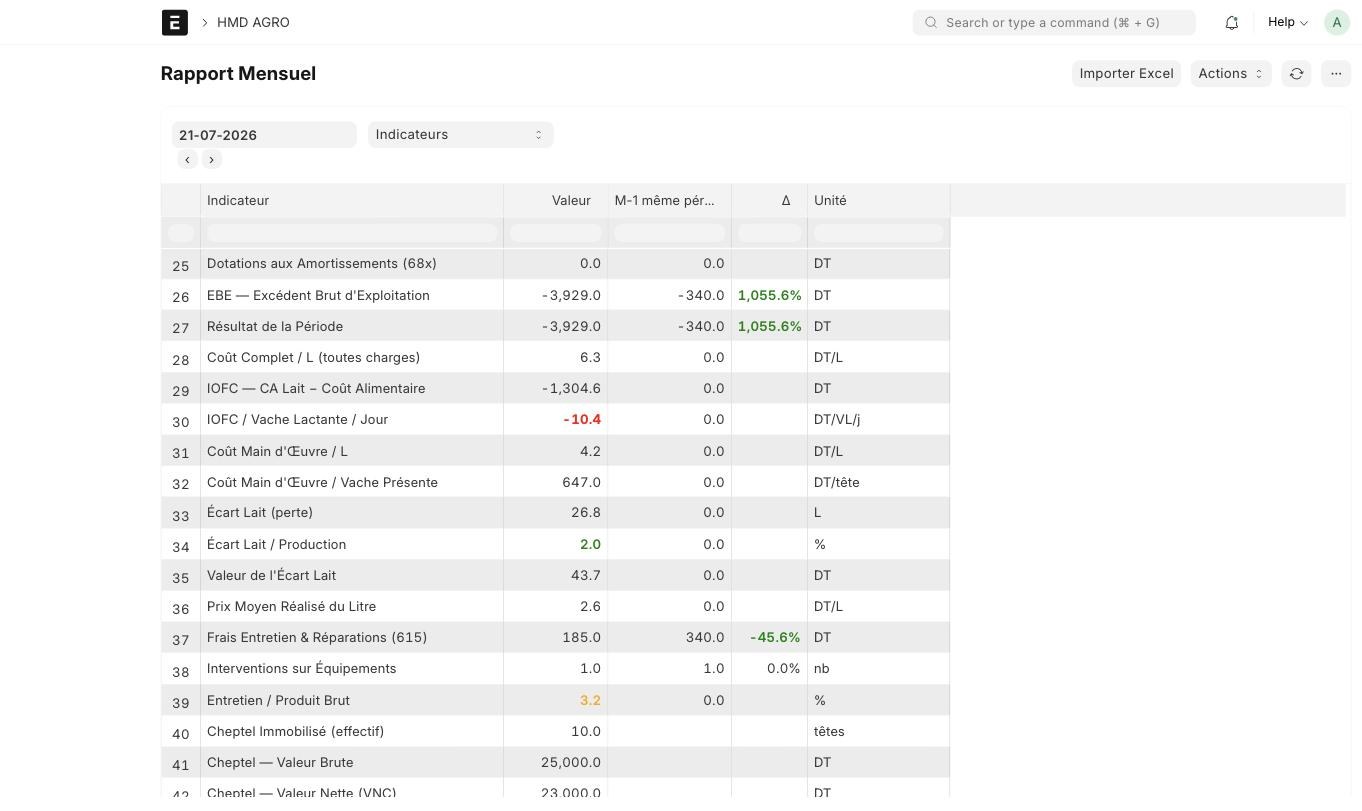 E HMD AGRO Search or type a command (⌘ + G) Help A
Rapport Mensuel Importer Excel Actions ...
21-07-2026 Indicateurs
‹ ›
Indicateur Valeur M-1 même pér... Δ Unité
25 Dotations aux Amortissements (68x) 0.0 0.0 DT
26 EBE — Excédent Brut d'Exploitation -3,929.0 -340.0 1,055.6% DT
27 Résultat de la Période -3,929.0 -340.0 1,055.6% DT
28 Coût Complet / L (toutes charges) 6.3 0.0 DT/L
29 IOFC — CA Lait − Coût Alimentaire -1,304.6 0.0 DT
30 IOFC / Vache Lactante / Jour -10.4 0.0 DT/VL/j
31 Coût Main d'Œuvre / L 4.2 0.0 DT/L
32 Coût Main d'Œuvre / Vache Présente 647.0 0.0 DT/tête
33 Écart Lait (perte) 26.8 0.0 L
34 Écart Lait / Production 2.0 0.0 %
35 Valeur de l'Écart Lait 43.7 0.0 DT
36 Prix Moyen Réalisé du Litre 2.6 0.0 DT/L
37 Frais Entretien & Réparations (615) 185.0 340.0 -45.6% DT
38 Interventions sur Équipements 1.0 1.0 0.0% nb
39 Entretien / Produit Brut 3.2 0.0 %
40 Cheptel Immobilisé (effectif) 10.0 têtes
41 Cheptel — Valeur Brute 25,000.0 DT
42 Cheptel — Valeur Nette (VNC) 23,000.0 DT